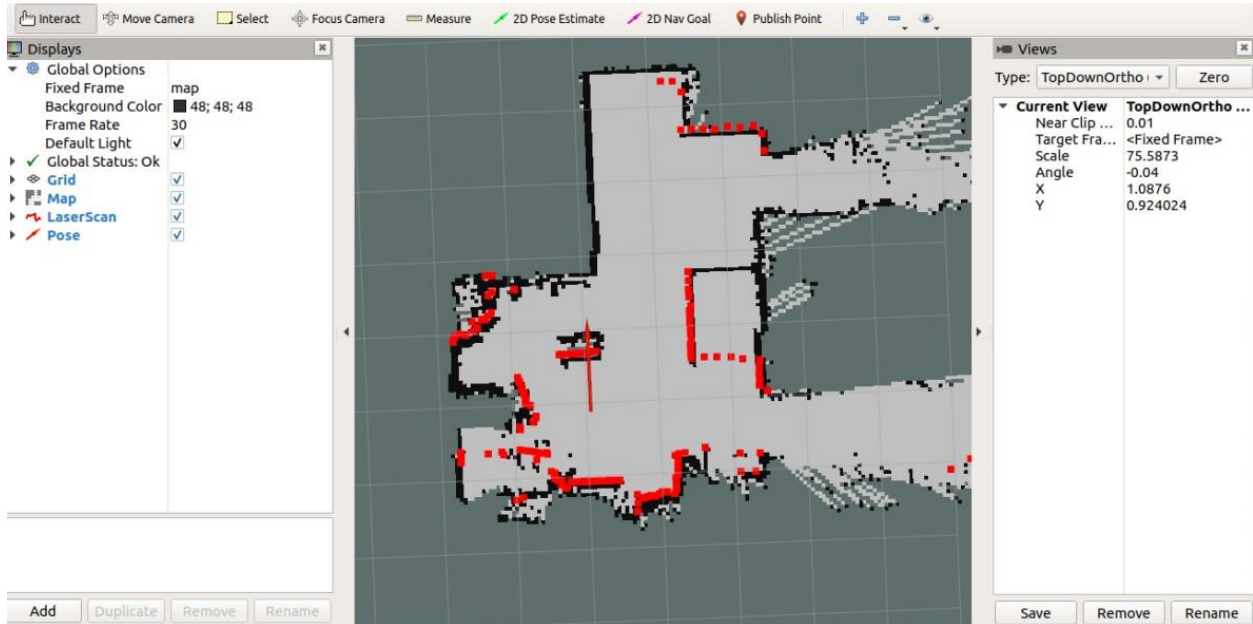 Interact Move Camera Select Focus Camera Measure 2D Pose Estimate 2D Nav Goal Publish Point
Displays
Global Options
Fixed Frame map
Background Color 48; 48; 48
Frame Rate 30
Default Light
Global Status: Ok
Grid
Map
LaserScan
Pose
Add Duplicate Remove Rename
Views
Type: TopDownOrtho ( Zero
Current View TopDownOrtho ...
Near Clip ... 0.01
Target Fra... <Fixed Frame>
Scale 75.5873
Angle -0.04
X 1.0876
Y 0.924024
Save Remove Rename